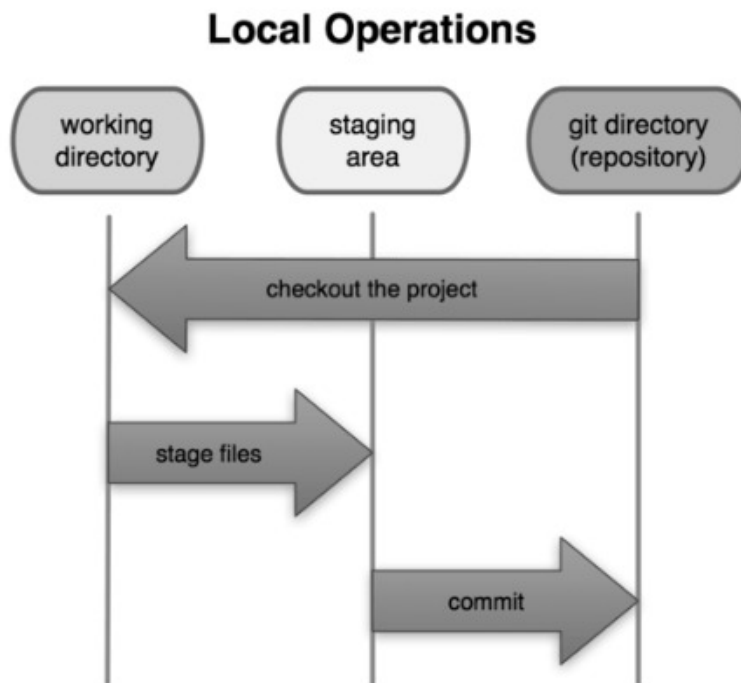 Local Operations
working
directory
staging
area
git directory
(repository)
checkout the project
stage files
commit